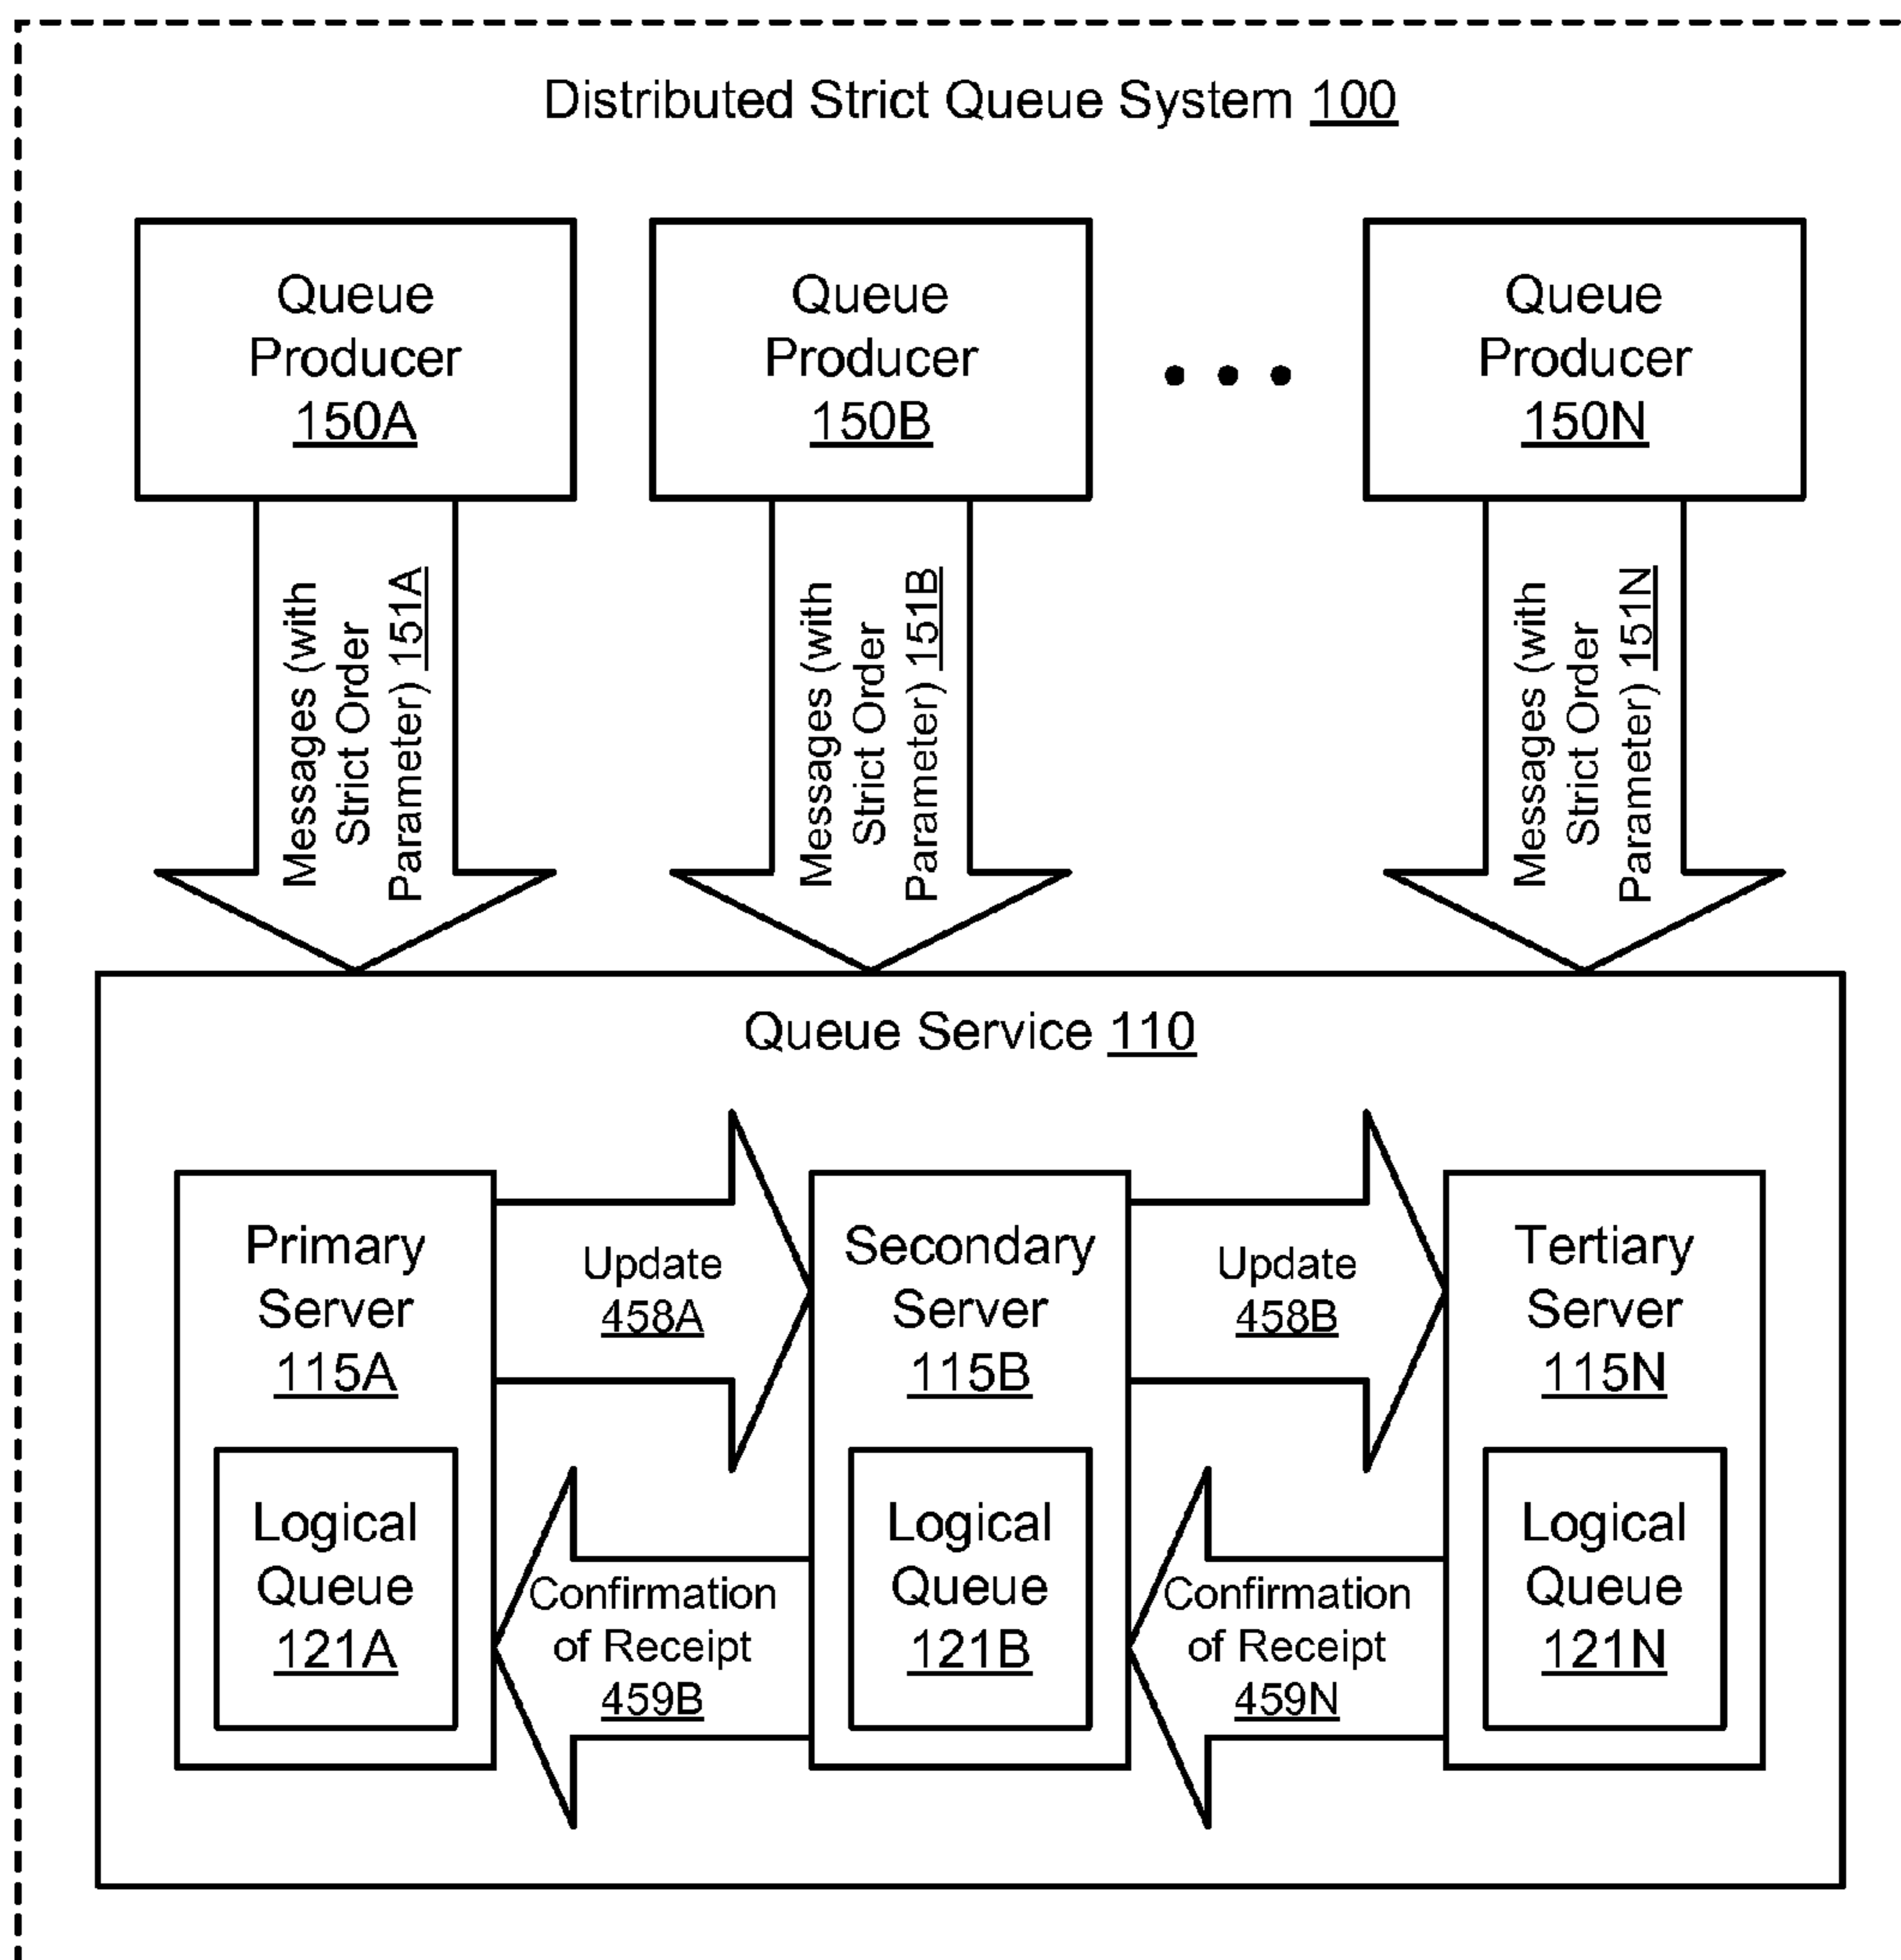 Distributed Strict Queue System 100
Queue
Producer
150A
Queue
Producer
150B
Queue
Producer
150N
Messages (with
Strict Order
Parameter) 151A
Messages (with
Strict Order
Parameter) 151B
Messages (with
Strict Order
Parameter) 151N
Queue Service 110
Primary
Server
115A
Update
458A
Secondary
Server
115B
Update
458B
Tertiary
Server
115N
Logical
Queue
121A
Confirmation
of Receipt
459B
Logical
Queue
121B
Confirmation
of Receipt
459N
Logical
Queue
121N